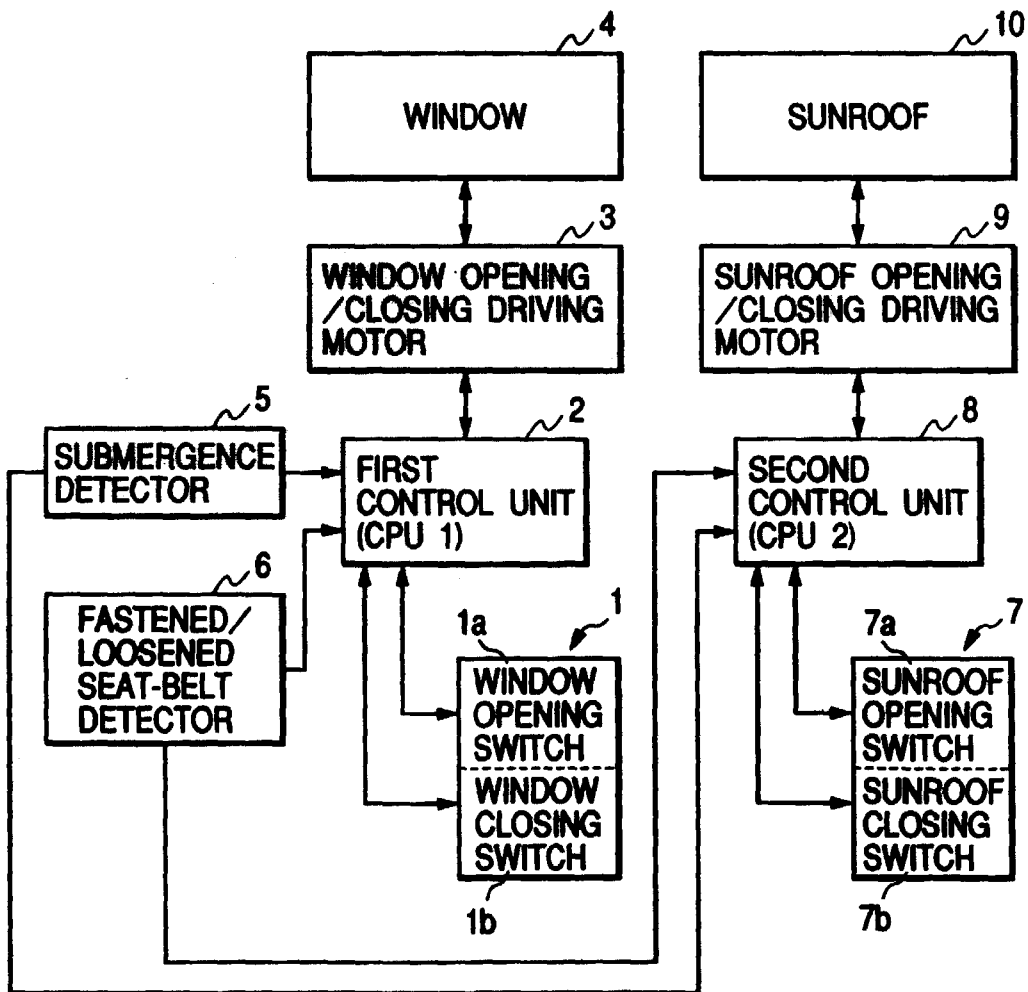 4
WINDOW
10
SUNROOF
3
WINDOW OPENING
/CLOSING DRIVING
MOTOR
9
SUNROOF OPENING
/CLOSING DRIVING
MOTOR
5
SUBMERGENCE
DETECTOR
2
FIRST
CONTROL UNIT
(CPU 1)
8
SECOND
CONTROL UNIT
(CPU 2)
6
FASTENED/
LOOSENED
SEAT-BELT
DETECTOR
1
1a
WINDOW
OPENING
SWITCH
WINDOW
CLOSING
SWITCH
1b
7
7a
SUNROOF
OPENING
SWITCH
SUNROOF
CLOSING
SWITCH
7b